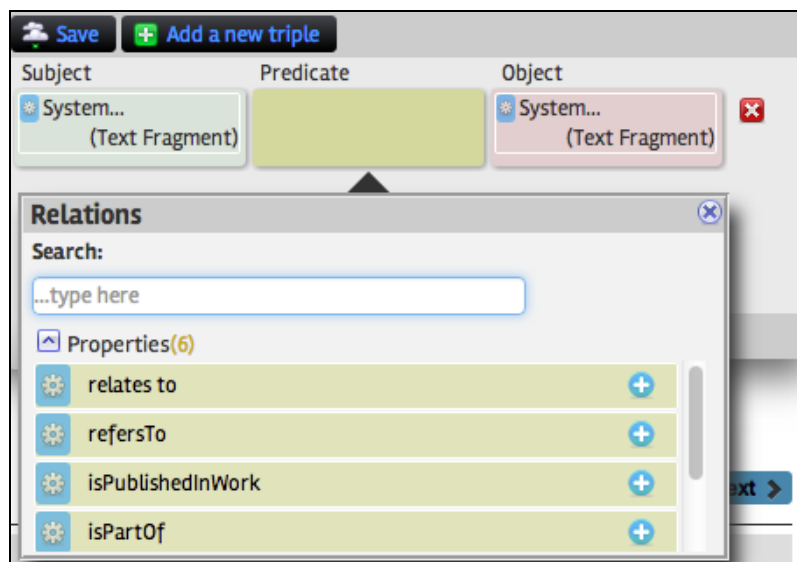 Save Add a new triple
Subject Predicate Object
System... System...
(Text Fragment) (Text Fragment)
Relations
Search:
...type here
Properties(6)
relates to
refersTo
isPublishedInWork
isPartOf
ext